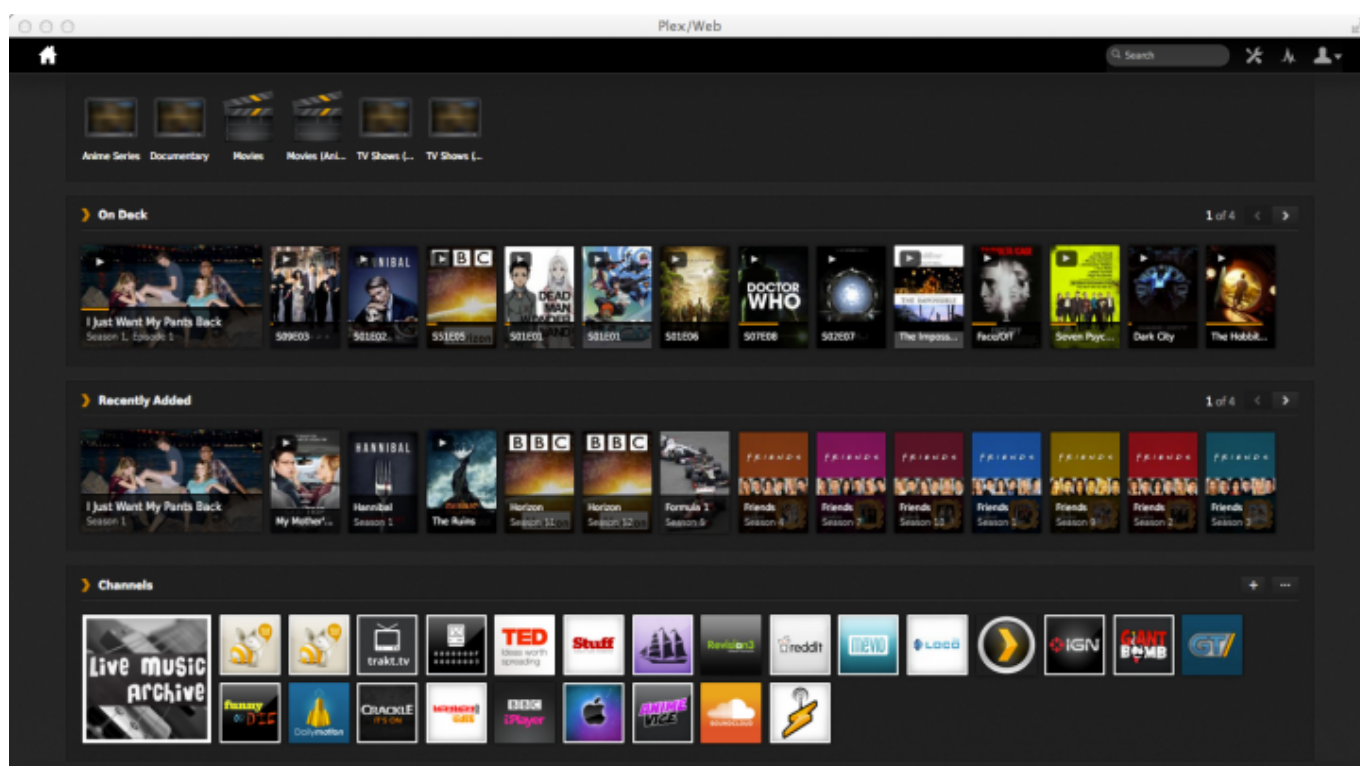 Plex/Web
Search
Anime Series Documentary Movies Movies (Ani... TV Shows (... TV Shows (...
On Deck
1 of 4
HANNIBAL
BBC
DEAD MAN WONDERLAND
DOCTOR WHO
THE IMPOSSIBLE
I Just Want My Pants Back
Season 1, Episode 1
S09E03 S01E02 S51E05 S01E01 S01E01 S01E06 S07E08 S02E07 The Imposs... Face/Off Seven Psyc... Dark City The Hobbit...
Recently Added
1 of 4
HANNIBAL
BBC BBC
FRIENDS FRIENDS FRIENDS FRIENDS FRIENDS FRIENDS FRIENDS
I Just Want My Pants Back Hannibal Horizon Horizon Formula 1 Friends Friends Friends Friends Friends Friends Friends
Season 1 My Mother'... Season 1 The Ruins Season 51 Season 52 Season 6 Season 4 Season 7 Season 10 Season 1 Season 9 Season 2 Season 3
Channels
LIVE MUSIC ARCHIVE
trakt.tv
TED
Ideas worth spreading
Stuff
Revision3
reddit
mevio
LOCO
IGN
GIANT BOMB
GT
funny OR DIE
Dailymotion
CRACKLE
IT'S ON
BBC iPlayer
ANIME VICE
SOUNDCLOUD